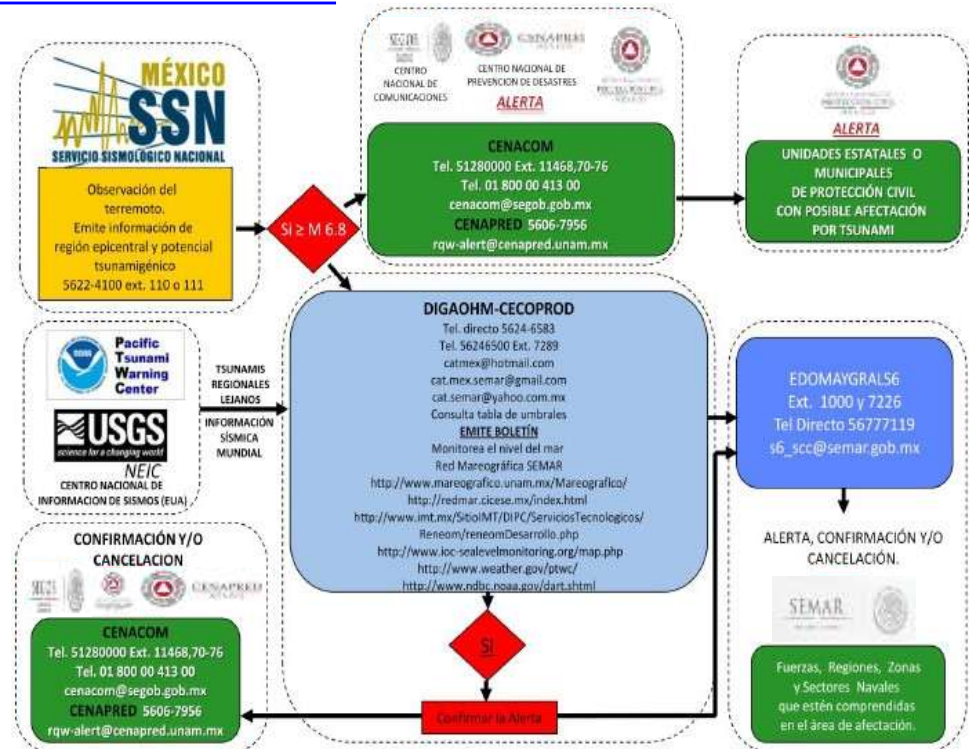 MÉXICO
SSN
SERVICIO SISMOLÓGICO NACIONAL
Observación del
terremoto.
Emite información de
región epicentral y potencial
tsunamigénico
5622-4100 ext. 110 o 111
Si ≥ M 6.8
CENTRO
NACIONAL DE
COMUNICACIONES
CENAPRED
CENTRO NACIONAL DE
PREVENCION DE DESASTRES
ALERTA
CENACOM
Tel. 51280000 Ext. 11468,70-76
Tel. 01 800 00 413 00
cenacom@segob.gob.mx
CENAPRED 5606-7956
rqw-alert@cenapred.unam.mx
ALERTA
UNIDADES ESTATALES O
MUNICIPALES
DE PROTECCIÓN CIVIL
CON POSIBLE AFECTACIÓN
POR TSUNAMI
Pacific
Tsunami
Warning
Center
USGS
science for a changing world
NEIC
CENTRO NACIONAL DE
INFORMACION DE SISMOS (EUA)
TSUNAMIS
REGIONALES
LEJANOS
INFORMACIÓN
SÍSMICA
MUNDIAL
DIGAOHM-CECOPROD
Tel. directo 5624-6583
Tel. 56246500 Ext. 7289
catmex@hotmail.com
cat.mex.semar@gmail.com
cat.semar@yahoo.com.mx
Consulta tabla de umbrales
EMITE BOLETÍN
Monitorea el nivel del mar
Red Mareográfica SEMAR
http://www.mareografico.unam.mx/Mareografico/
http://redmar.cicese.mx/index.html
http://www.imt.mx/SitioIMT/DIPC/ServiciosTecnologicos/
Reneom/reneomDesarrollo.php
http://www.ioc-sealevelmonitoring.org/map.php
http://www.weather.gov/ptwc/
http://www.ndbc.noaa.gov/dart.shtml
SI
Confirmar la Alerta
EDOMAYGRALS6
Ext. 1000 y 7226
Tel Directo 56777119
s6_scc@semar.gob.mx
ALERTA, CONFIRMACIÓN Y/O
CANCELACIÓN.
SEMAR
Fuerzas, Regiones, Zonas
y Sectores Navales
que estén comprendidas
en el área de afectación.
CONFIRMACIÓN Y/O
CANCELACION
CENAPRED
CENACOM
Tel. 51280000 Ext. 11468,70-76
Tel. 01 800 00 413 00
cenacom@segob.gob.mx
CENAPRED 5606-7956
rqw-alert@cenapred.unam.mx